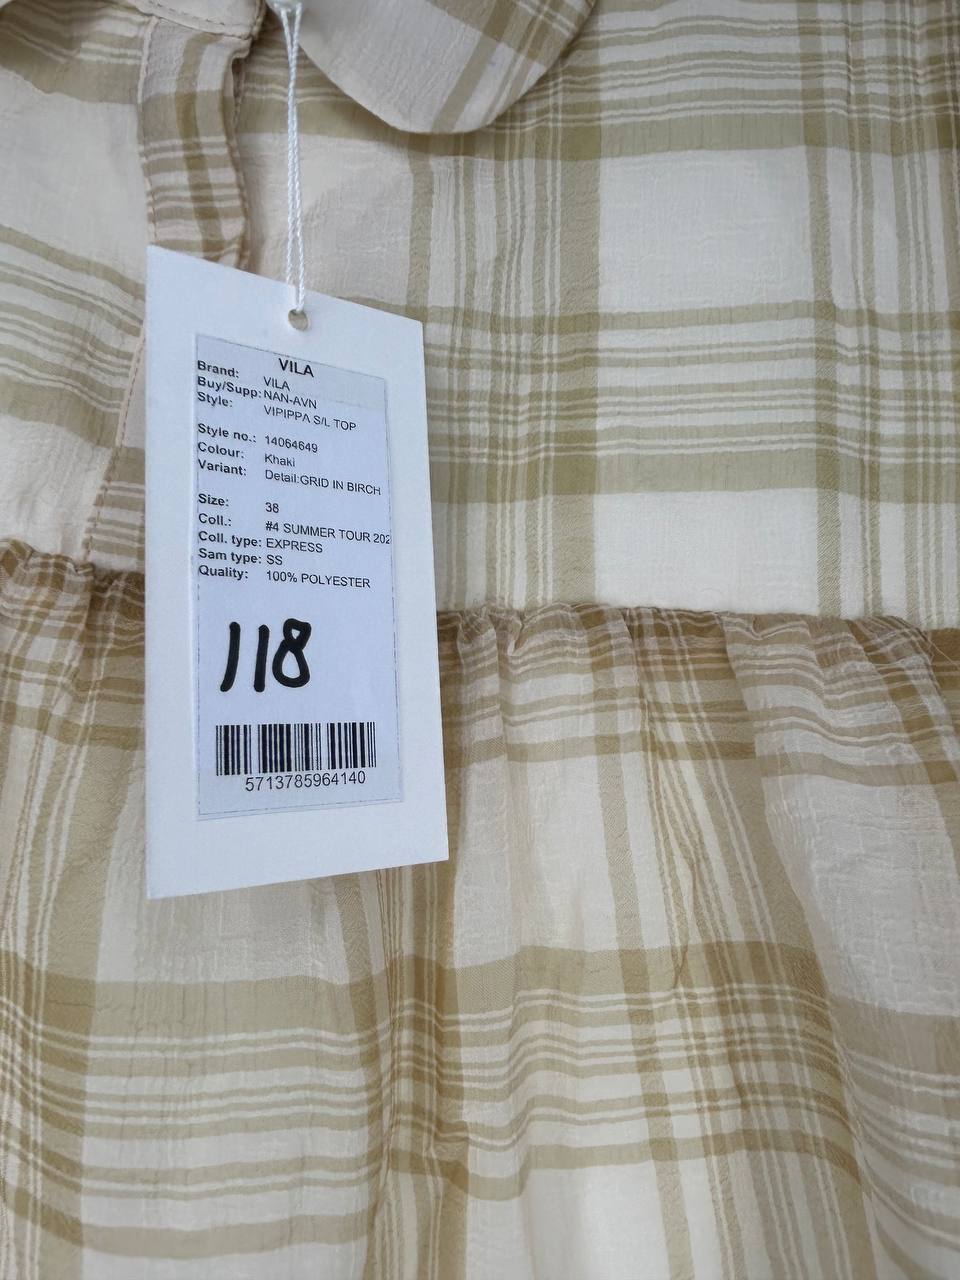 VILA
Brand: VILA
Buy/Supp: NAN-AVN
Style: VIPIPPA S/L TOP
Style no.: 14064649
Colour: Khaki
Variant: Detail:GRID IN BIRCH
Size: 38
Coll.: #4 SUMMER TOUR 202
Coll. type: EXPRESS
Sam type: SS
Quality: 100% POLYESTER
118
5713785964140